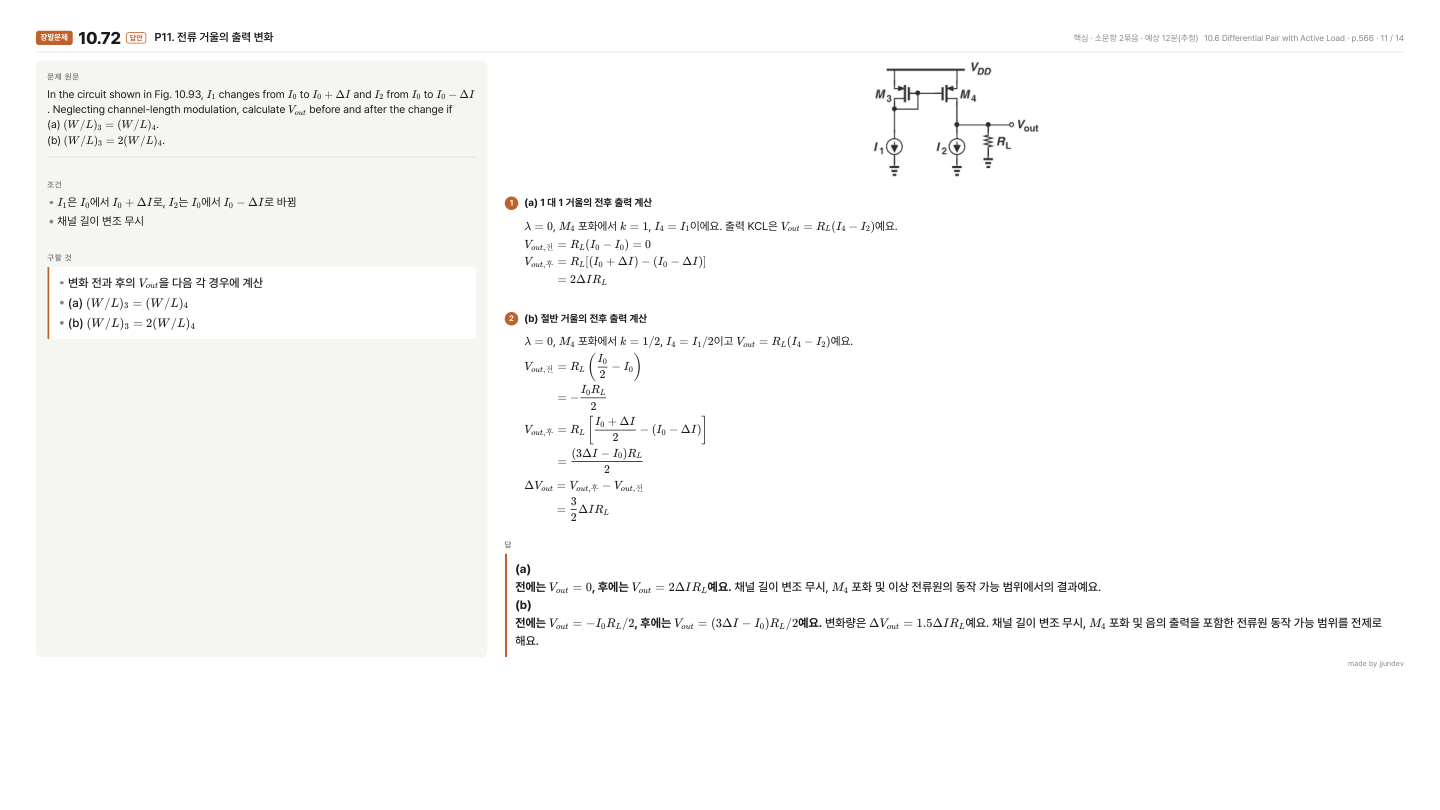 장말문제 10.72 답안 P11. 전류 거울의 출력 변화
핵심 · 소문항 2묶음 · 예상 12분(추정) 10.6 Differential Pair with Active Load · p.566 · 11 / 14
문제 원문
In the circuit shown in Fig. 10.93, I₁ changes from I₀ to I₀ + ΔI and I₂ from I₀ to I₀ − ΔI
. Neglecting channel-length modulation, calculate V_out before and after the change if
(a) (W/L)₃ = (W/L)₄.
(b) (W/L)₃ = 2(W/L)₄.
조건
• I₁은 I₀에서 I₀ + ΔI로, I₂는 I₀에서 I₀ − ΔI로 바뀜
• 채널 길이 변조 무시
구할 것
• 변화 전과 후의 V_out을 다음 각 경우에 계산
• (a) (W/L)₃ = (W/L)₄
• (b) (W/L)₃ = 2(W/L)₄
V_DD
M₃ M₄
V_out
I₁ I₂ R_L
1 (a) 1 대 1 거울의 전후 출력 계산
λ = 0, M₄ 포화에서 k = 1, I₄ = I₁이에요. 출력 KCL은 V_out = R_L(I₄ − I₂)예요.
V_out,전 = R_L(I₀ − I₀) = 0
V_out,후 = R_L[(I₀ + ΔI) − (I₀ − ΔI)]
= 2ΔIR_L
2 (b) 절반 거울의 전후 출력 계산
λ = 0, M₄ 포화에서 k = 1/2, I₄ = I₁/2이고 V_out = R_L(I₄ − I₂)예요.
V_out,전 = R_L (I₀/2 − I₀)
= −I₀R_L/2
V_out,후 = R_L [(I₀ + ΔI)/2 − (I₀ − ΔI)]
= (3ΔI − I₀)R_L/2
ΔV_out = V_out,후 − V_out,전
= 3/2 ΔIR_L
답
(a)
전에는 V_out = 0, 후에는 V_out = 2ΔIR_L예요. 채널 길이 변조 무시, M₄ 포화 및 이상 전류원의 동작 가능 범위에서의 결과예요.
(b)
전에는 V_out = −I₀R_L/2, 후에는 V_out = (3ΔI − I₀)R_L/2예요. 변화량은 ΔV_out = 1.5ΔIR_L예요. 채널 길이 변조 무시, M₄ 포화 및 음의 출력을 포함한 전류원 동작 가능 범위를 전제로
해요.
made by jjundev